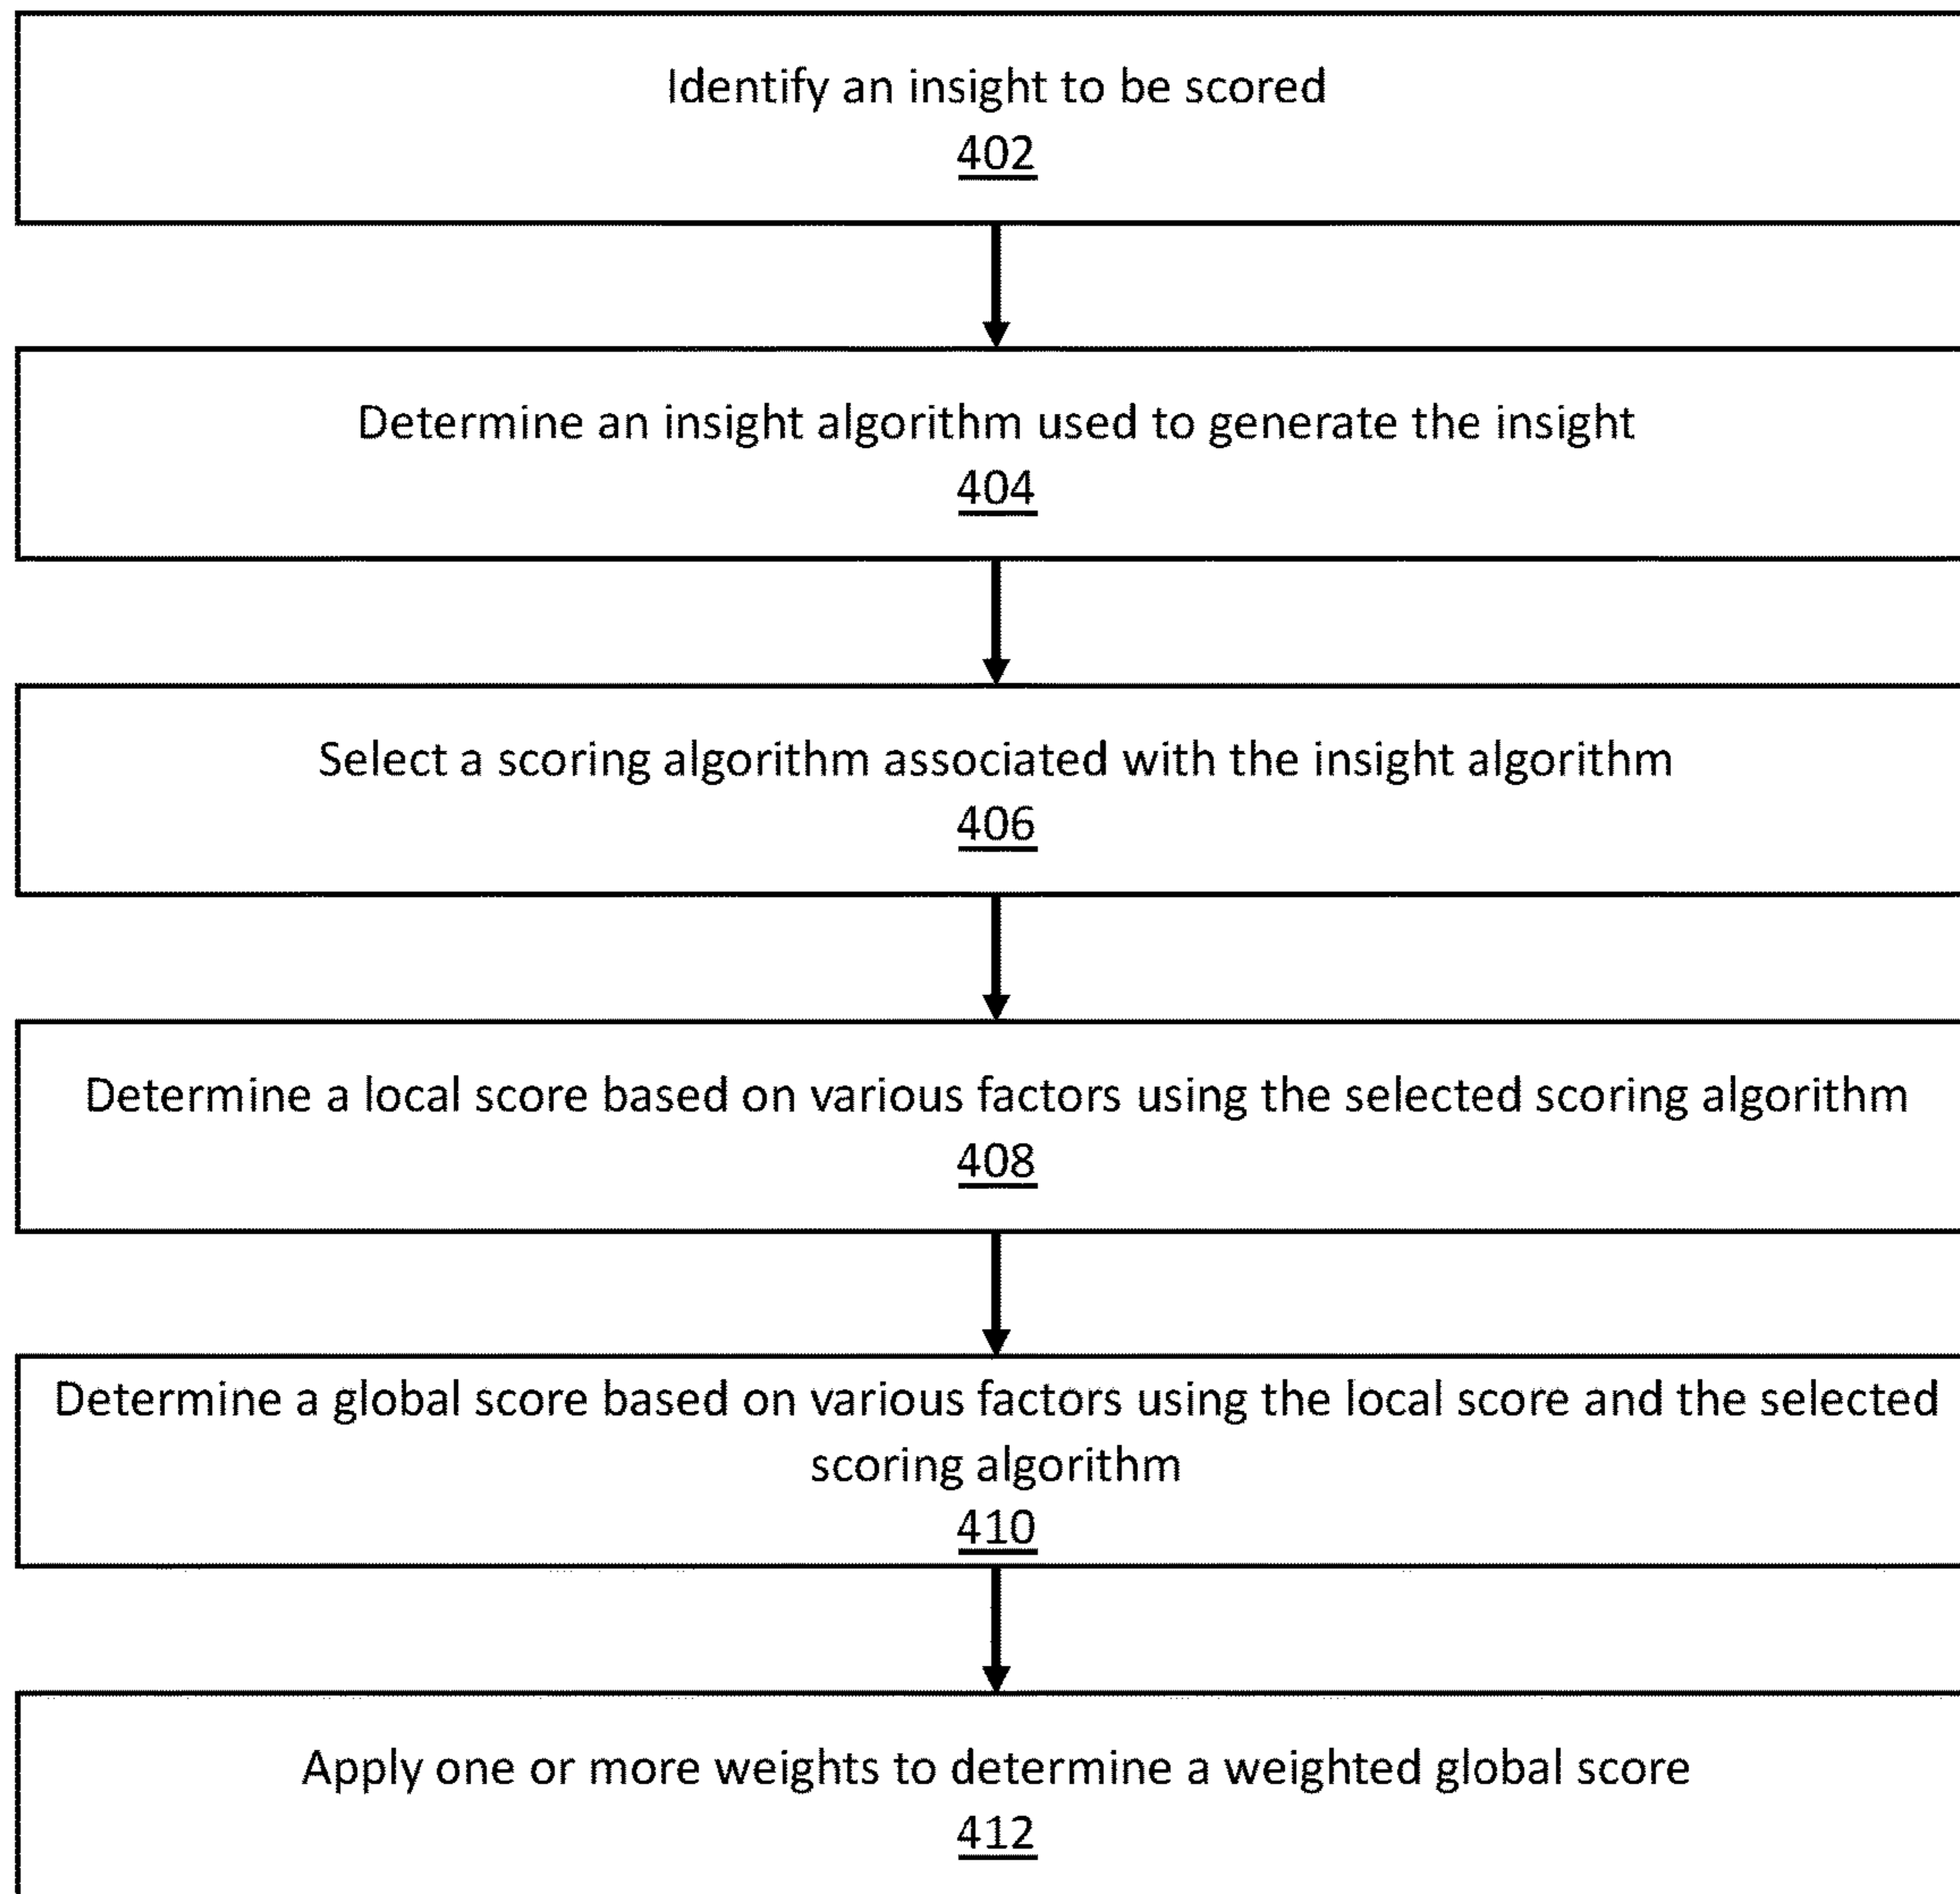 Identify an insight to be scored
402
Determine an insight algorithm used to generate the insight
404
Select a scoring algorithm associated with the insight algorithm
406
Determine a local score based on various factors using the selected scoring algorithm
408
Determine a global score based on various factors using the local score and the selected
scoring algorithm
410
Apply one or more weights to determine a weighted global score
412